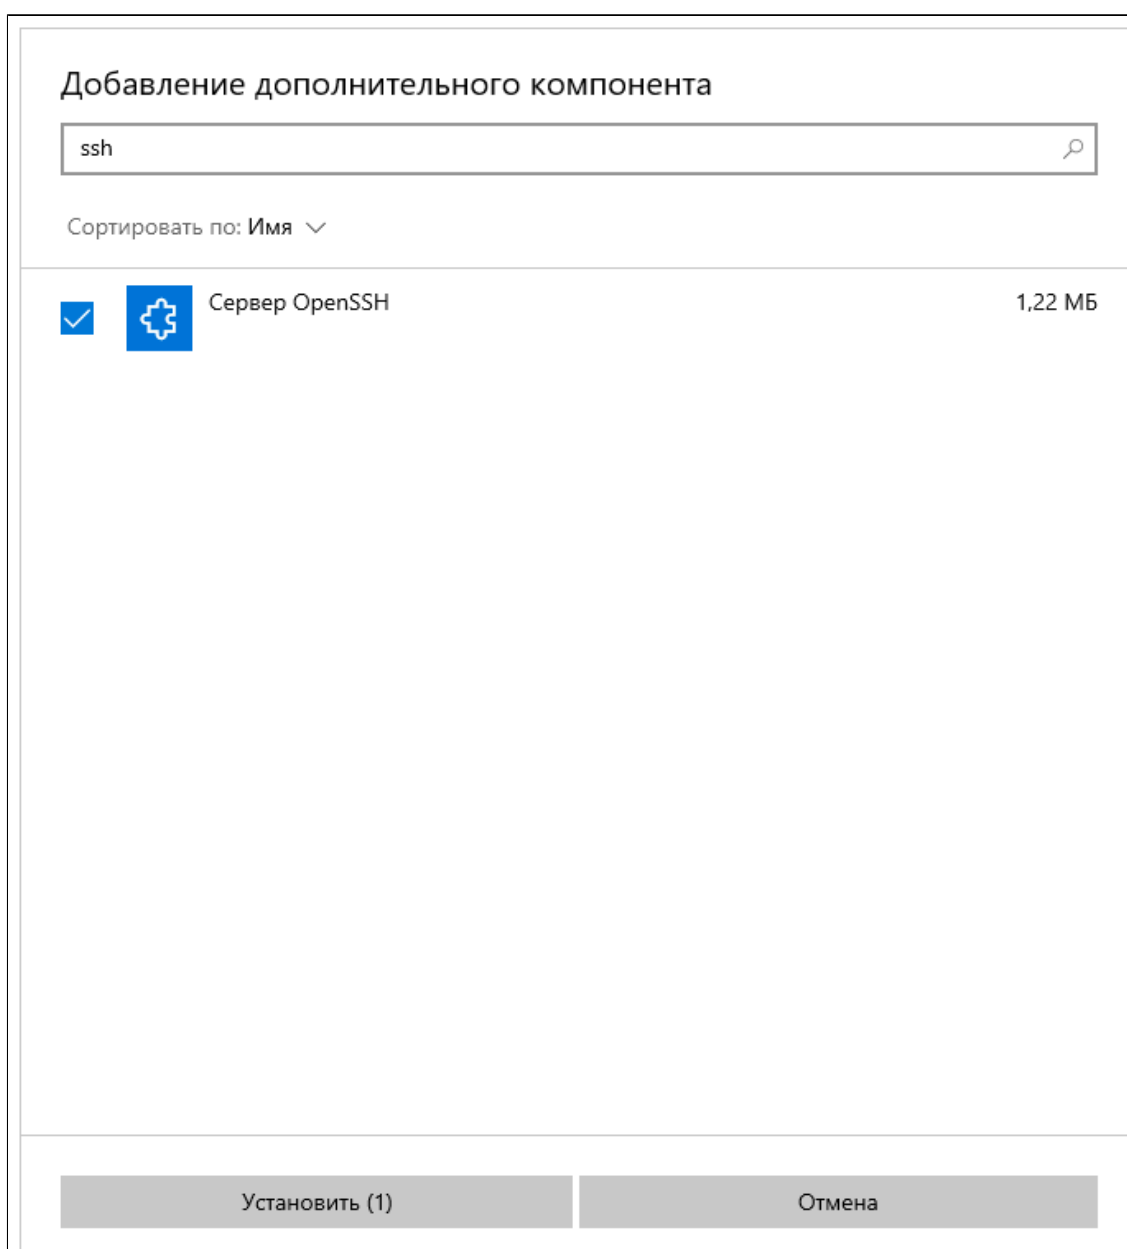 Добавление дополнительного компонента
ssh
Сортировать по: Имя
Сервер OpenSSH 1,22 МБ
Установить (1) Отмена